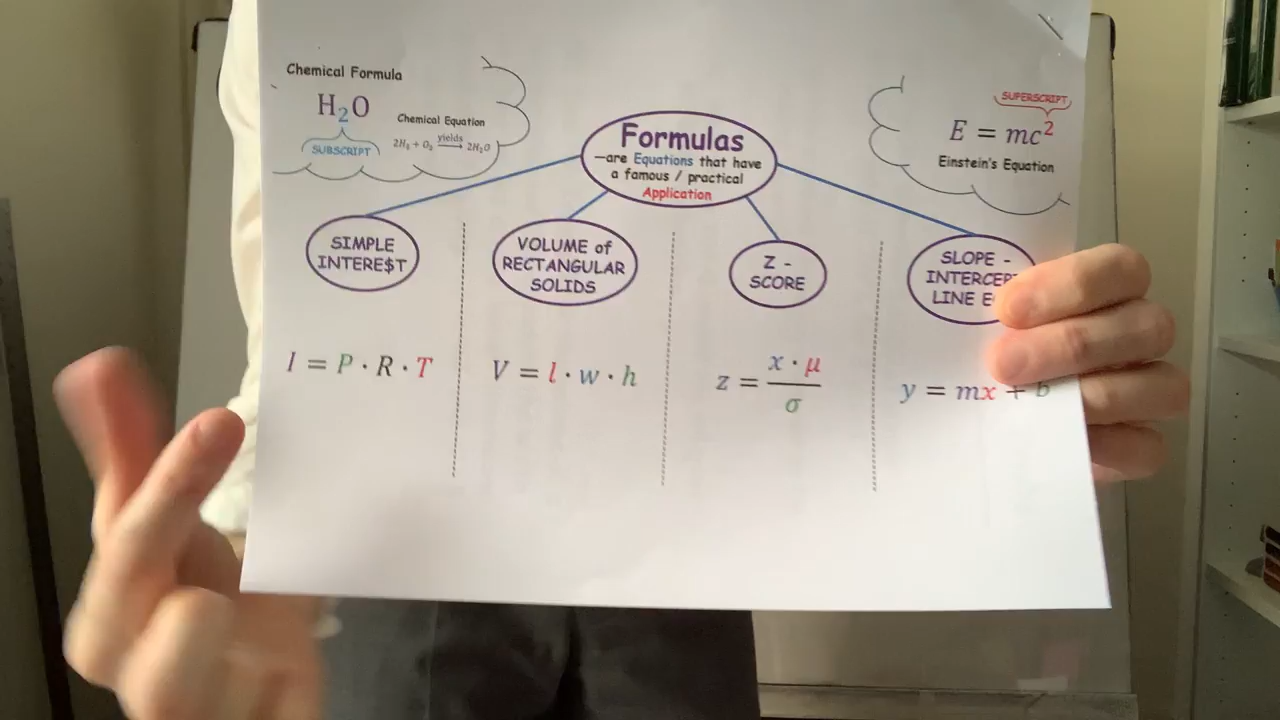 Chemical Formula
H₂O
SUBSCRIPT
Chemical Equation
2H₂ + O₂ yields ⟶ 2H₂O
Formulas
—are Equations that have
a famous / practical
Application
SUPERSCRIPT
E = mc²
Einstein's Equation
SIMPLE
INTERE$T
I = P · R · T
VOLUME of
RECTANGULAR
SOLIDS
V = l · w · h
Z -
SCORE
z = x · μ / σ
SLOPE -
LINE
y = mx + b